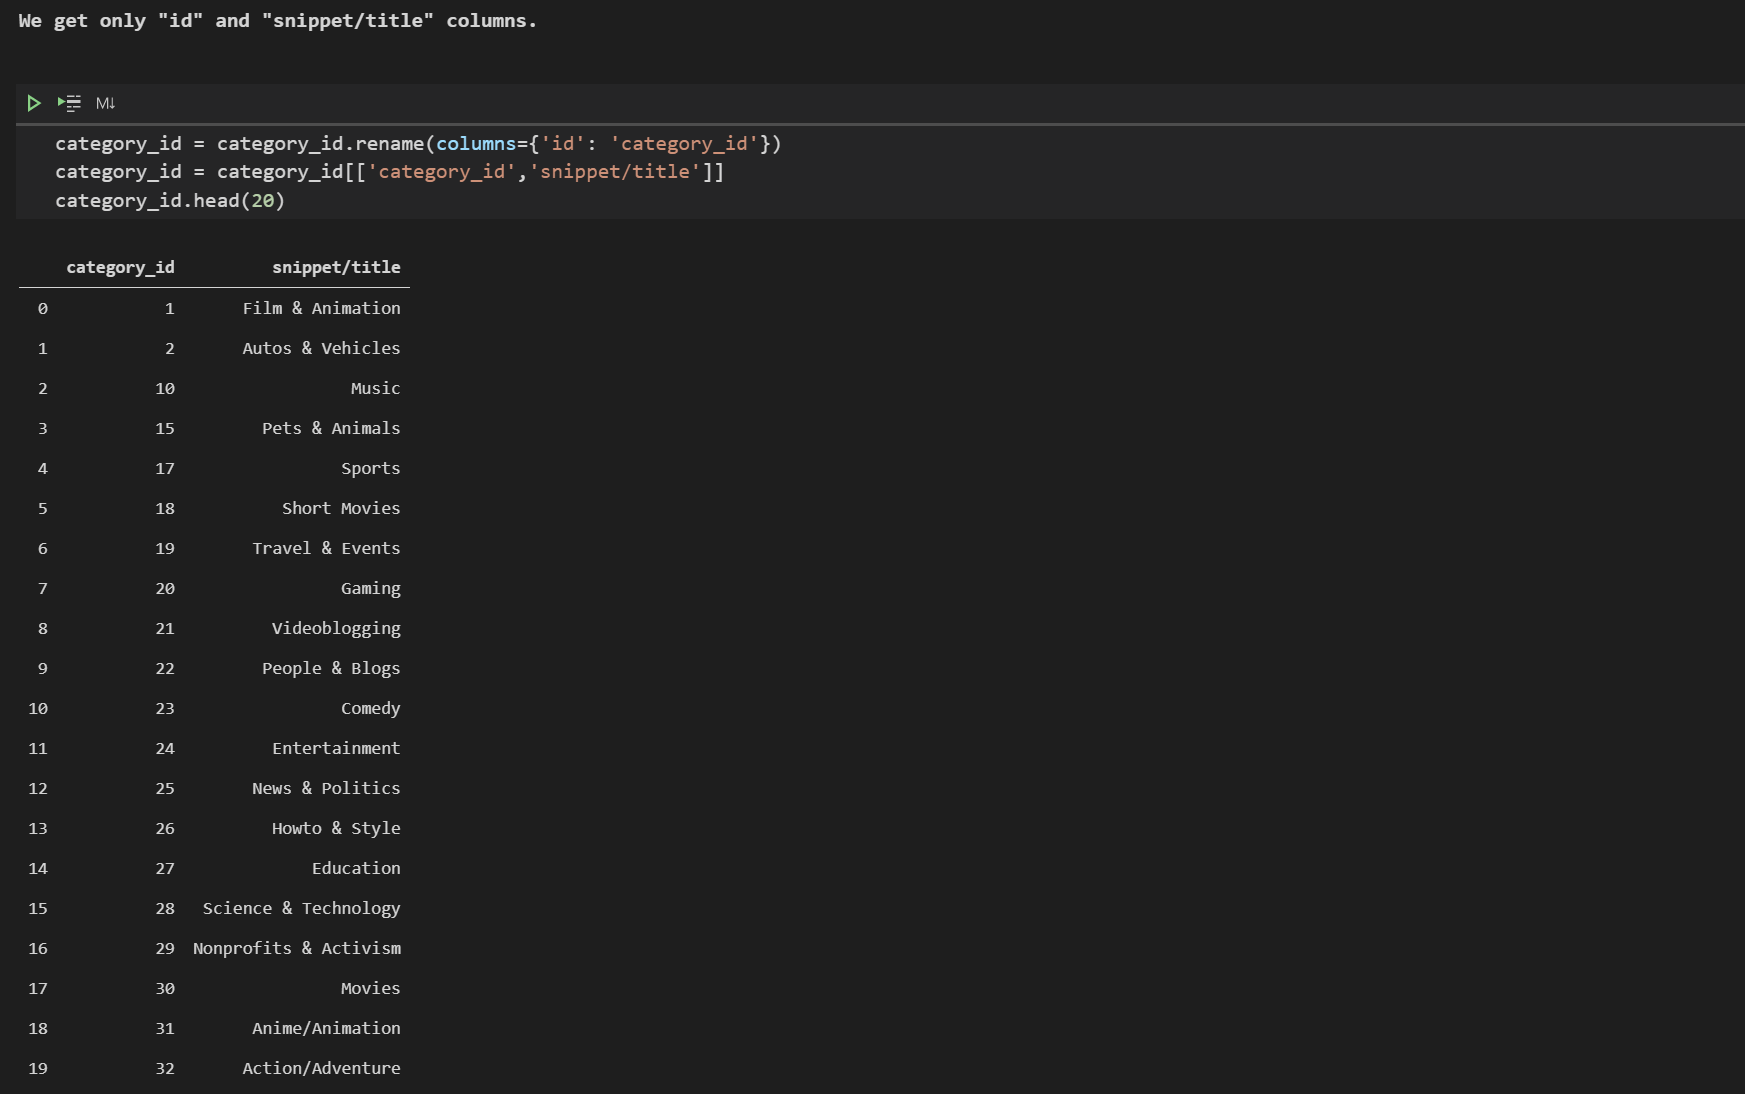 We get only "id" and "snippet/title" columns.
M↓
category_id = category_id.rename(columns={'id': 'category_id'})
category_id = category_id[['category_id','snippet/title']]
category_id.head(20)
category_id snippet/title
0 1 Film & Animation
1 2 Autos & Vehicles
2 10 Music
3 15 Pets & Animals
4 17 Sports
5 18 Short Movies
6 19 Travel & Events
7 20 Gaming
8 21 Videoblogging
9 22 People & Blogs
10 23 Comedy
11 24 Entertainment
12 25 News & Politics
13 26 Howto & Style
14 27 Education
15 28 Science & Technology
16 29 Nonprofits & Activism
17 30 Movies
18 31 Anime/Animation
19 32 Action/Adventure